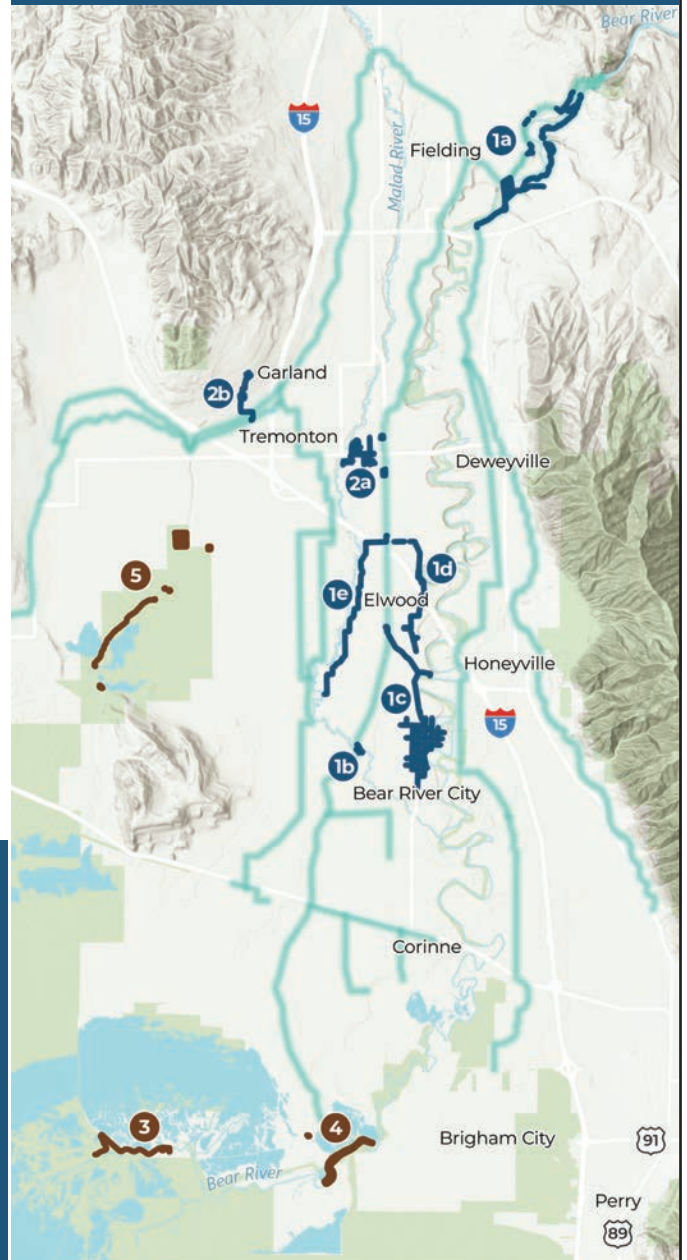 Bear River
15
Malad River
1a
Fielding
Garland
2b
Tremonton
Deweyville
2a
5
1d
1e
Elwood
Honeyville
1c
15
1b
Bear River City
Corinne
3
4
Brigham City
91
Bear River
Perry
89